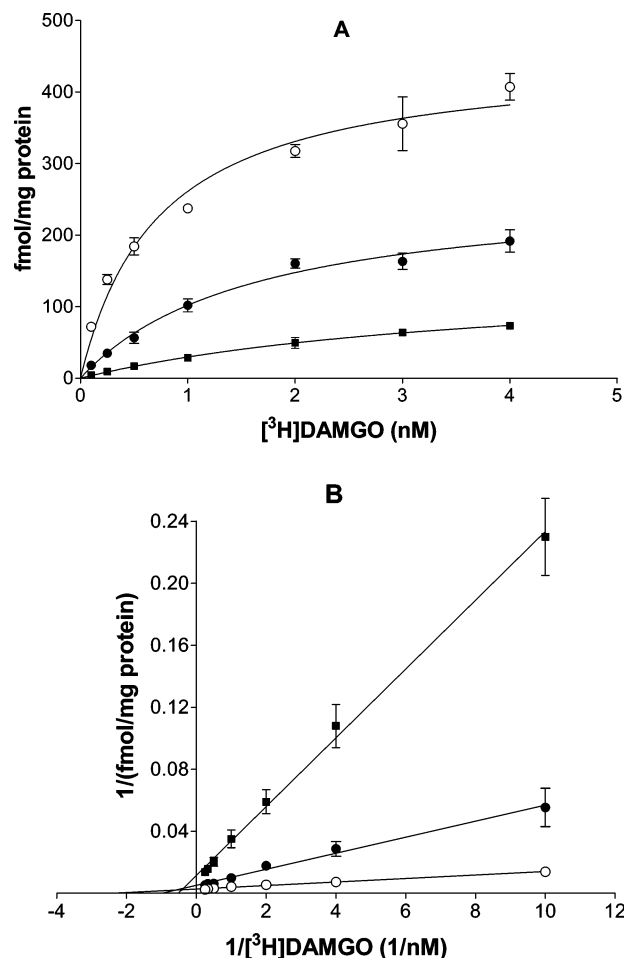 A
500
400
300
200
100
0
0 1 2 3 4 5
fmol/mg protein
[³H]DAMGO (nM)
B
0.24
0.20
0.16
0.12
0.08
0.04
-4 -2 0 2 4 6 8 10 12
1/(fmol/mg protein)
1/[³H]DAMGO (1/nM)